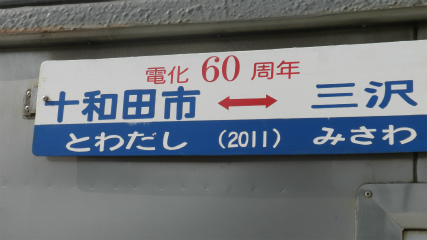 電化 60 周年
十和田市 ↔ 三沢
とわだし (2011) みさわ